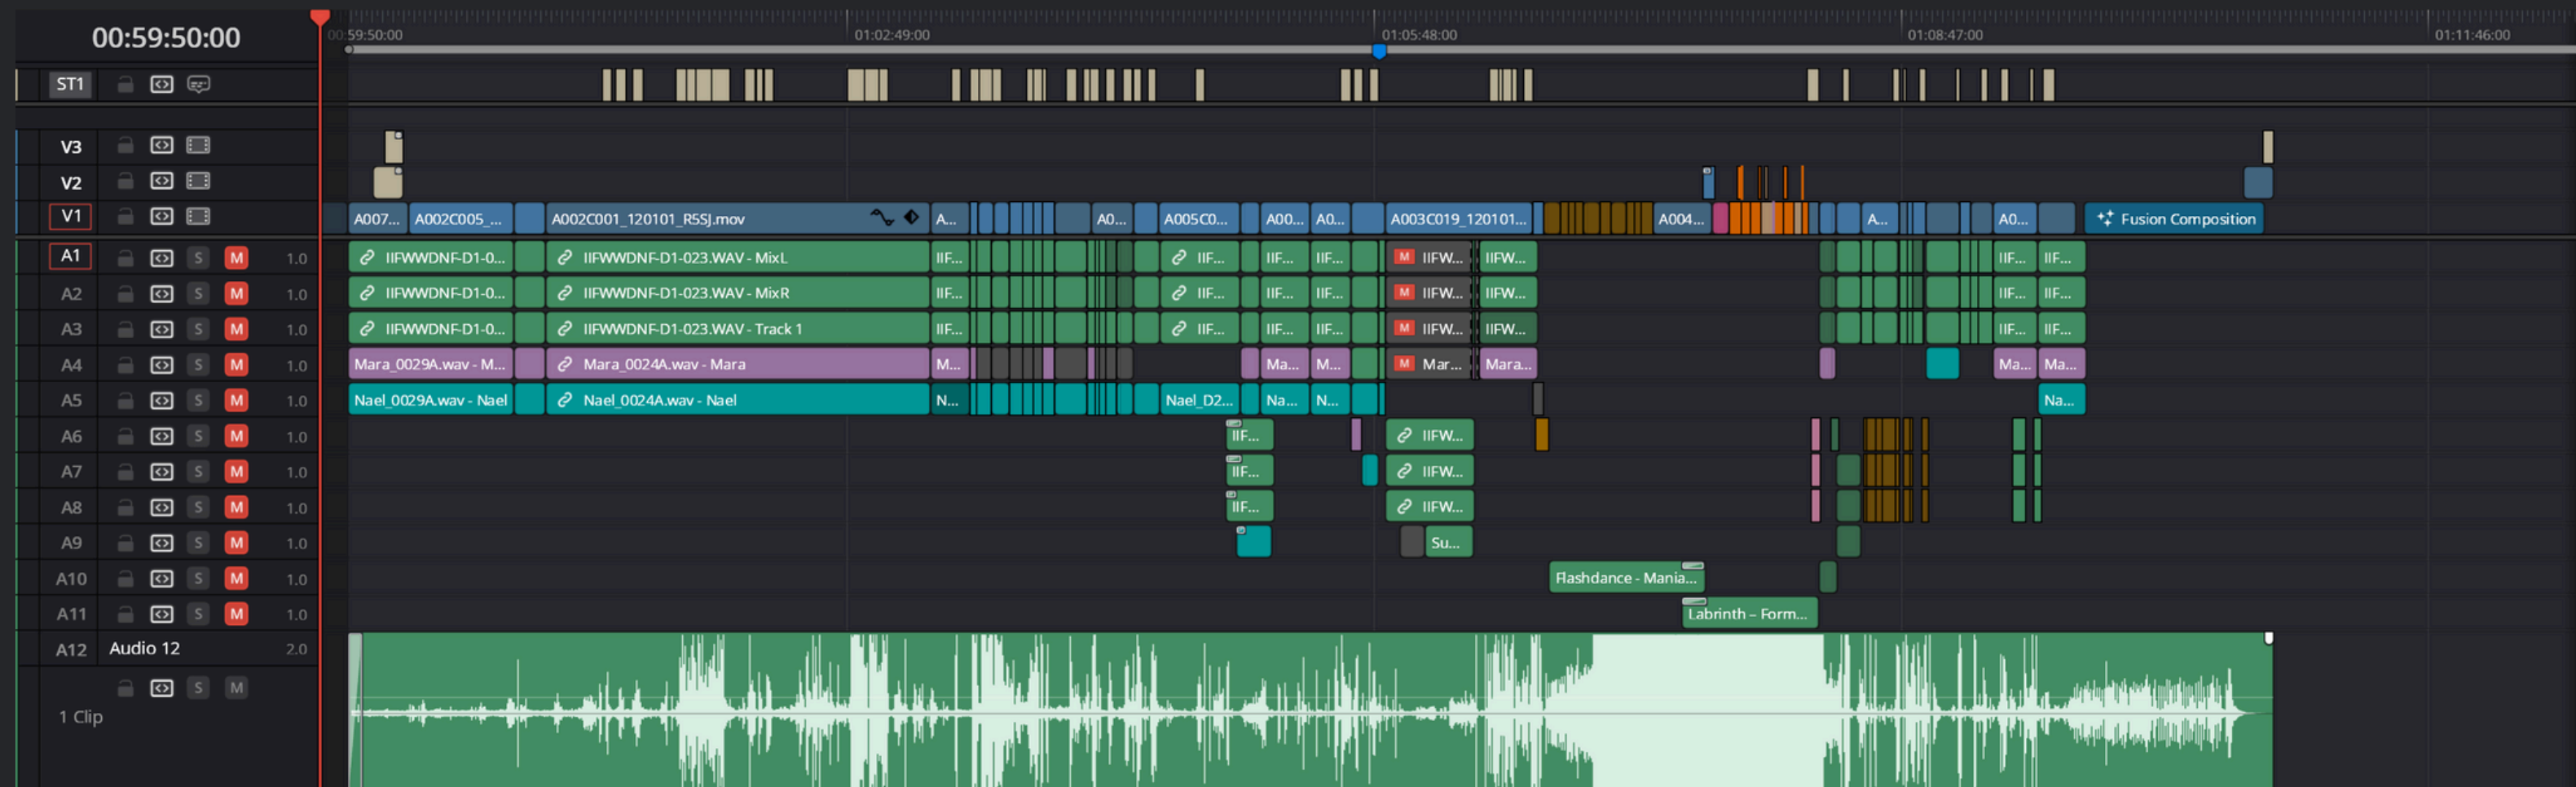 00:59:50:00
00:59:50:00 01:02:49:00 01:05:48:00 01:08:47:00 01:11:46:00
ST1
V3
V2
V1 A007... A002C005_... A002C001_120101_R5SJ.mov A... A0... A005C0... A00... A0... A003C019_120101... A004... A... A0... Fusion Composition
A1 S M 1.0 IIFWWDNF-D1-0... IIFWWDNF-D1-023.WAV - MixL IIF... IIF... IIF... IIF... M IIFW... IIFW... IIF... IIF...
A2 S M 1.0 IIFWWDNF-D1-0... IIFWWDNF-D1-023.WAV - MixR IIF... IIF... IIF... IIF... M IIFW... IIFW... IIF... IIF...
A3 S M 1.0 IIFWWDNF-D1-0... IIFWWDNF-D1-023.WAV - Track 1 IIF... IIF... IIF... IIF... M IIFW... IIFW... IIF... IIF...
A4 S M 1.0 Mara_0029A.wav - M... Mara_0024A.wav - Mara M... Ma... M... M Mar... Mara... Ma... Ma...
A5 S M 1.0 Nael_0029A.wav - Nael Nael_0024A.wav - Nael N... Nael_D2... Na... N... Na...
A6 S M 1.0 IIF... IIFW...
A7 S M 1.0 IIF... IIFW...
A8 S M 1.0 IIF... IIFW...
A9 S M 1.0 Su...
A10 S M 1.0 Flashdance - Mania...
A11 S M 1.0 Labrinth – Form...
A12 Audio 12 2.0
S M
1 Clip